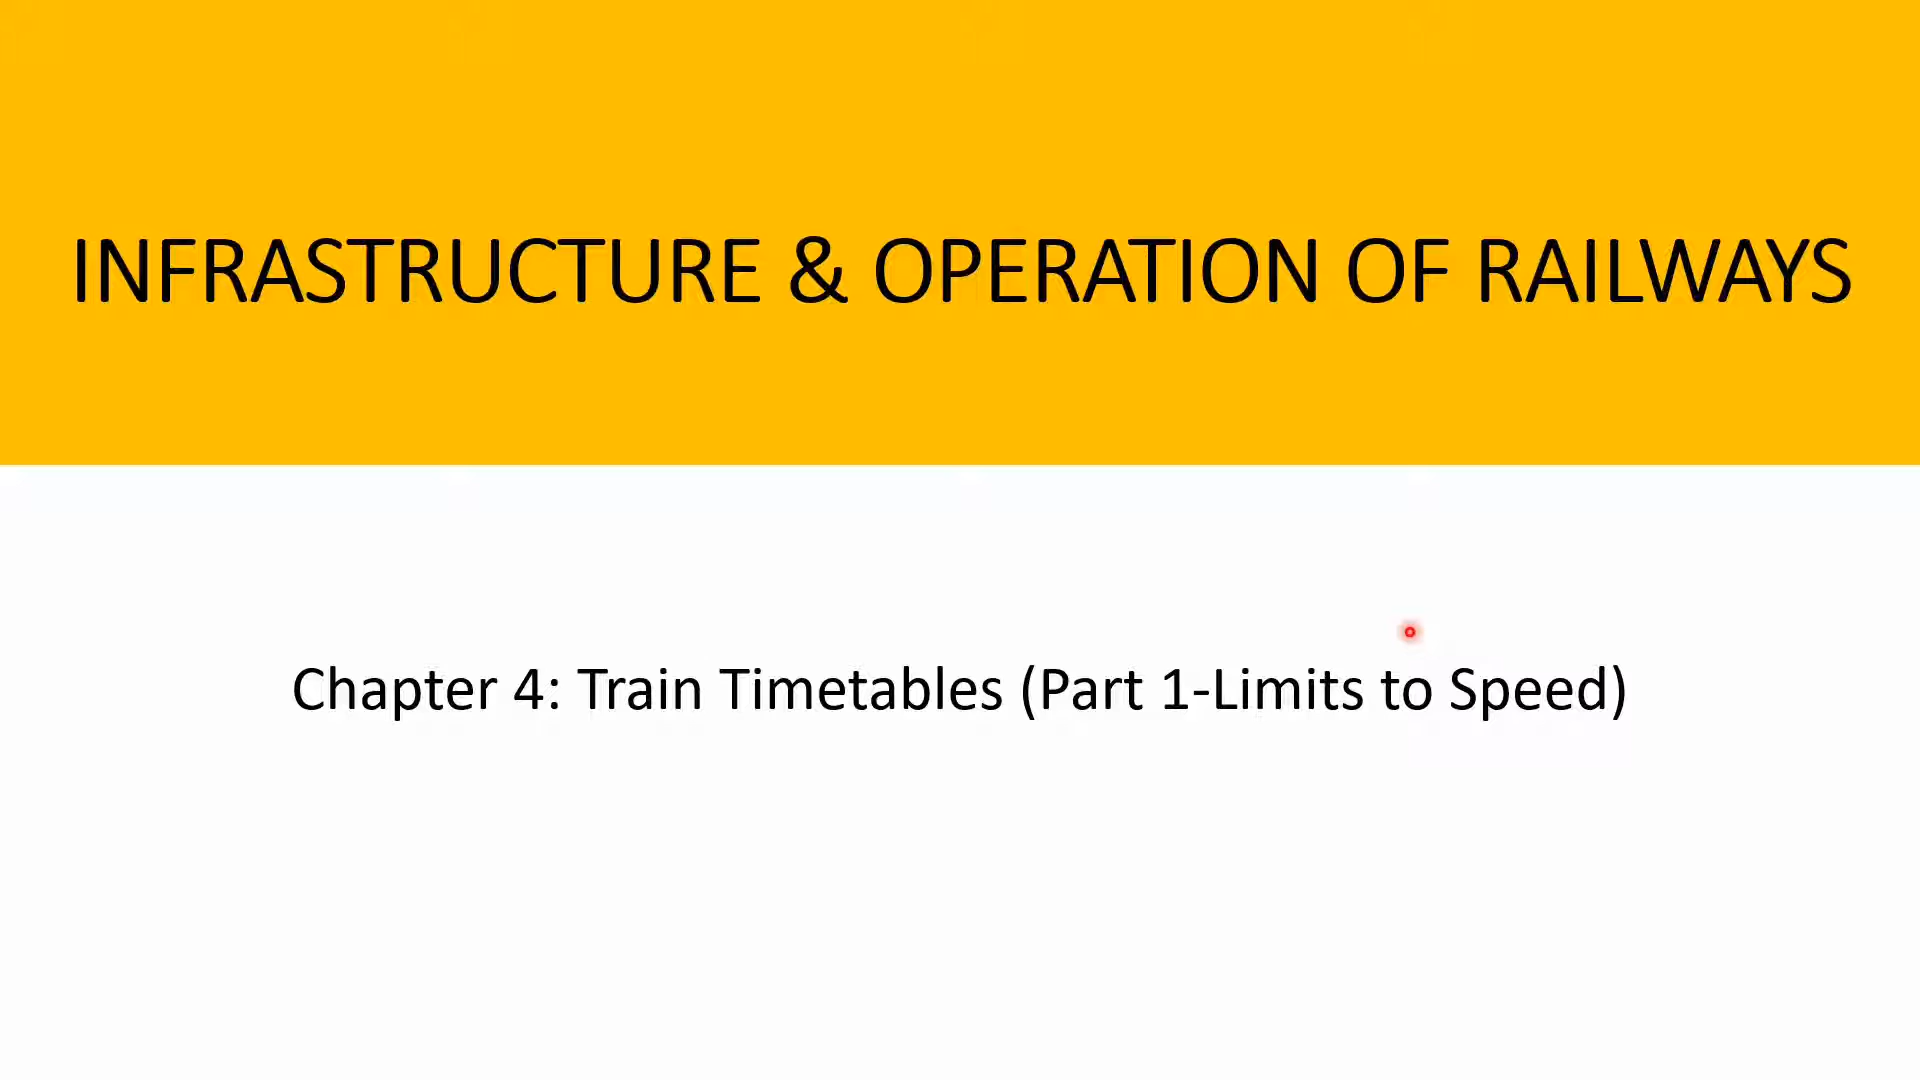 INFRASTRUCTURE & OPERATION OF RAILWAYS
Chapter 4: Train Timetables (Part 1-Limits to Speed)